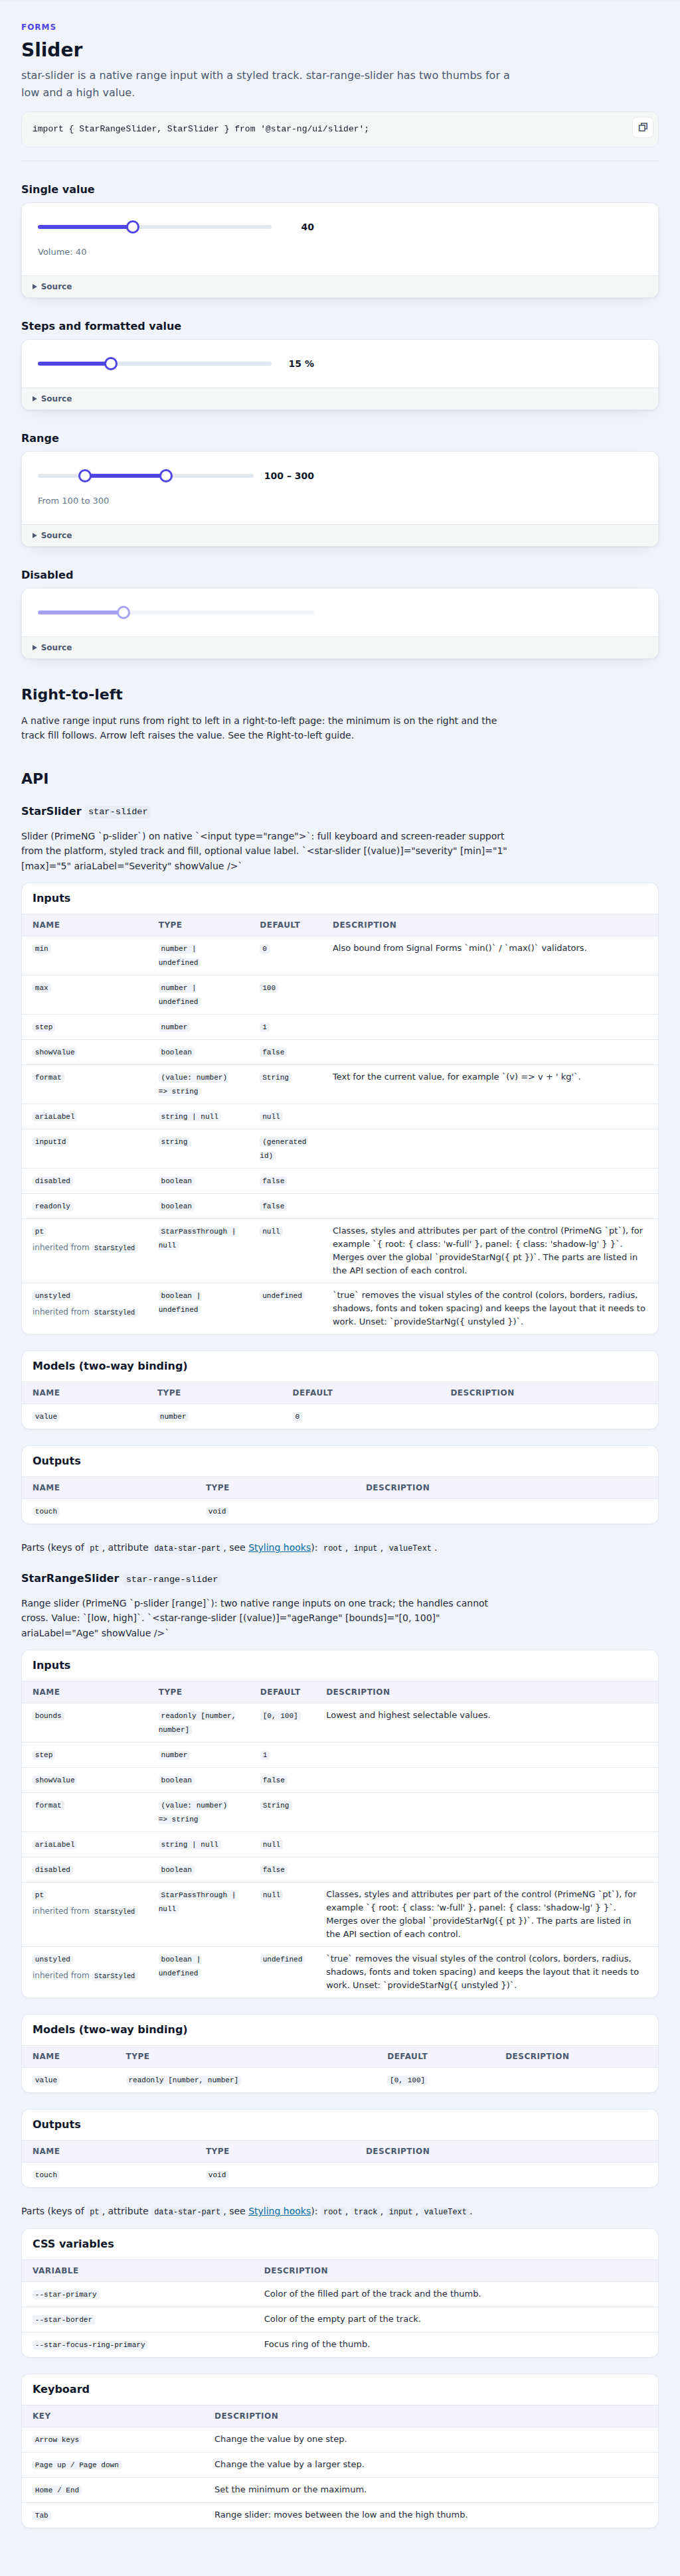 FORMS
Slider
star-slider is a native range input with a styled track. star-range-slider has two thumbs for a
low and a high value.
import { StarRangeSlider, StarSlider } from '@star-ng/ui/slider';
Single value
40
Volume: 40
Source
Steps and formatted value
15 %
Source
Range
100 – 300
From 100 to 300
Source
Disabled
Source
Right-to-left
A native range input runs from right to left in a right-to-left page: the minimum is on the right and the
track fill follows. Arrow left raises the value. See the Right-to-left guide.
API
StarSlider star-slider
Slider (PrimeNG `p-slider`) on native `<input type="range">`: full keyboard and screen-reader support
from the platform, styled track and fill, optional value label. `<star-slider [(value)]="severity" [min]="1"
[max]="5" ariaLabel="Severity" showValue />`
Inputs
NAME TYPE DEFAULT DESCRIPTION
min number | 0 Also bound from Signal Forms `min()` / `max()` validators.
undefined
max number | 100
undefined
step number 1
showValue boolean false
format (value: number) String Text for the current value, for example `(v) => v + ' kg'`.
=> string
ariaLabel string | null null
inputId string (generated
id)
disabled boolean false
readonly boolean false
pt StarPassThrough | null Classes, styles and attributes per part of the control (PrimeNG `pt`), for
inherited from StarStyled null example `{ root: { class: 'w-full' }, panel: { class: 'shadow-lg' } }`.
Merges over the global `provideStarNg({ pt })`. The parts are listed in
the API section of each control.
unstyled boolean | undefined `true` removes the visual styles of the control (colors, borders, radius,
inherited from StarStyled undefined shadows, fonts and token spacing) and keeps the layout that it needs to
work. Unset: `provideStarNg({ unstyled })`.
Models (two-way binding)
NAME TYPE DEFAULT DESCRIPTION
value number 0
Outputs
NAME TYPE DESCRIPTION
touch void
Parts (keys of pt, attribute data-star-part, see Styling hooks): root, input, valueText.
StarRangeSlider star-range-slider
Range slider (PrimeNG `p-slider [range]`): two native range inputs on one track; the handles cannot
cross. Value: `[low, high]`. `<star-range-slider [(value)]="ageRange" [bounds]="[0, 100]"
ariaLabel="Age" showValue />`
Inputs
NAME TYPE DEFAULT DESCRIPTION
bounds readonly [number, [0, 100] Lowest and highest selectable values.
number]
step number 1
showValue boolean false
format (value: number) String
=> string
ariaLabel string | null null
disabled boolean false
pt StarPassThrough | null Classes, styles and attributes per part of the control (PrimeNG `pt`), for
inherited from StarStyled null example `{ root: { class: 'w-full' }, panel: { class: 'shadow-lg' } }`.
Merges over the global `provideStarNg({ pt })`. The parts are listed in
the API section of each control.
unstyled boolean | undefined `true` removes the visual styles of the control (colors, borders, radius,
inherited from StarStyled undefined shadows, fonts and token spacing) and keeps the layout that it needs to
work. Unset: `provideStarNg({ unstyled })`.
Models (two-way binding)
NAME TYPE DEFAULT DESCRIPTION
value readonly [number, number] [0, 100]
Outputs
NAME TYPE DESCRIPTION
touch void
Parts (keys of pt, attribute data-star-part, see Styling hooks): root, track, input, valueText.
CSS variables
VARIABLE DESCRIPTION
--star-primary Color of the filled part of the track and the thumb.
--star-border Color of the empty part of the track.
--star-focus-ring-primary Focus ring of the thumb.
Keyboard
KEY DESCRIPTION
Arrow keys Change the value by one step.
Page up / Page down Change the value by a larger step.
Home / End Set the minimum or the maximum.
Tab Range slider: moves between the low and the high thumb.